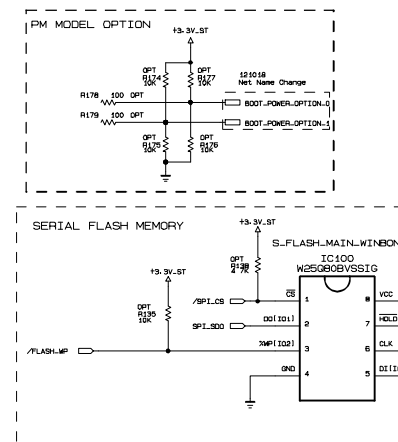 PM MODEL OPTION
+3.3V_ST
OPT
R174
10K
OPT
R177
10K
121018
Net Name Change
R178 100 OPT
BOOT_POWER_OPTION_0
R179 100 OPT
BOOT_POWER_OPTION_1
OPT
R175
10K
OPT
R176
10K
SERIAL FLASH MEMORY
+3.3V_ST
S_FLASH_MAIN_WINBON
IC100
W25Q80BVSSIG
OPT
R138
4.7K
+3.3V_ST
OPT
R135
10K
/SPI_CS
CS 1 8 VCC
SPI_SDO
DO[IO1] 2 7 HOLD
/FLASH_WP
%WP[IO2] 3 6 CLK
GND 4 5 DI[I